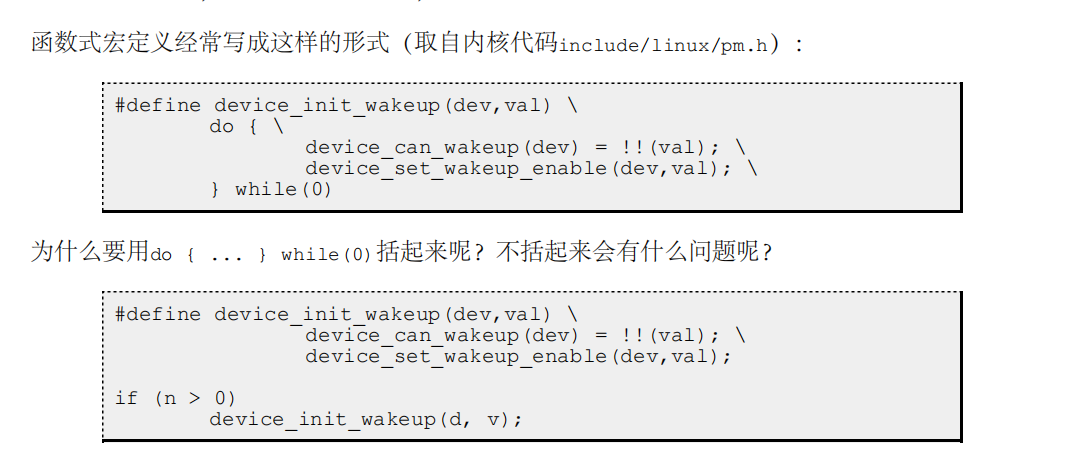 函数式宏定义经常写成这样的形式（取自内核代码include/linux/pm.h）：
#define device_init_wakeup(dev,val) \
        do { \
                device_can_wakeup(dev) = !!(val); \
                device_set_wakeup_enable(dev,val); \
        } while(0)
为什么要用do { ... } while(0)括起来呢？不括起来会有什么问题呢？
#define device_init_wakeup(dev,val) \
                device_can_wakeup(dev) = !!(val); \
                device_set_wakeup_enable(dev,val);
if (n > 0)
        device_init_wakeup(d, v);